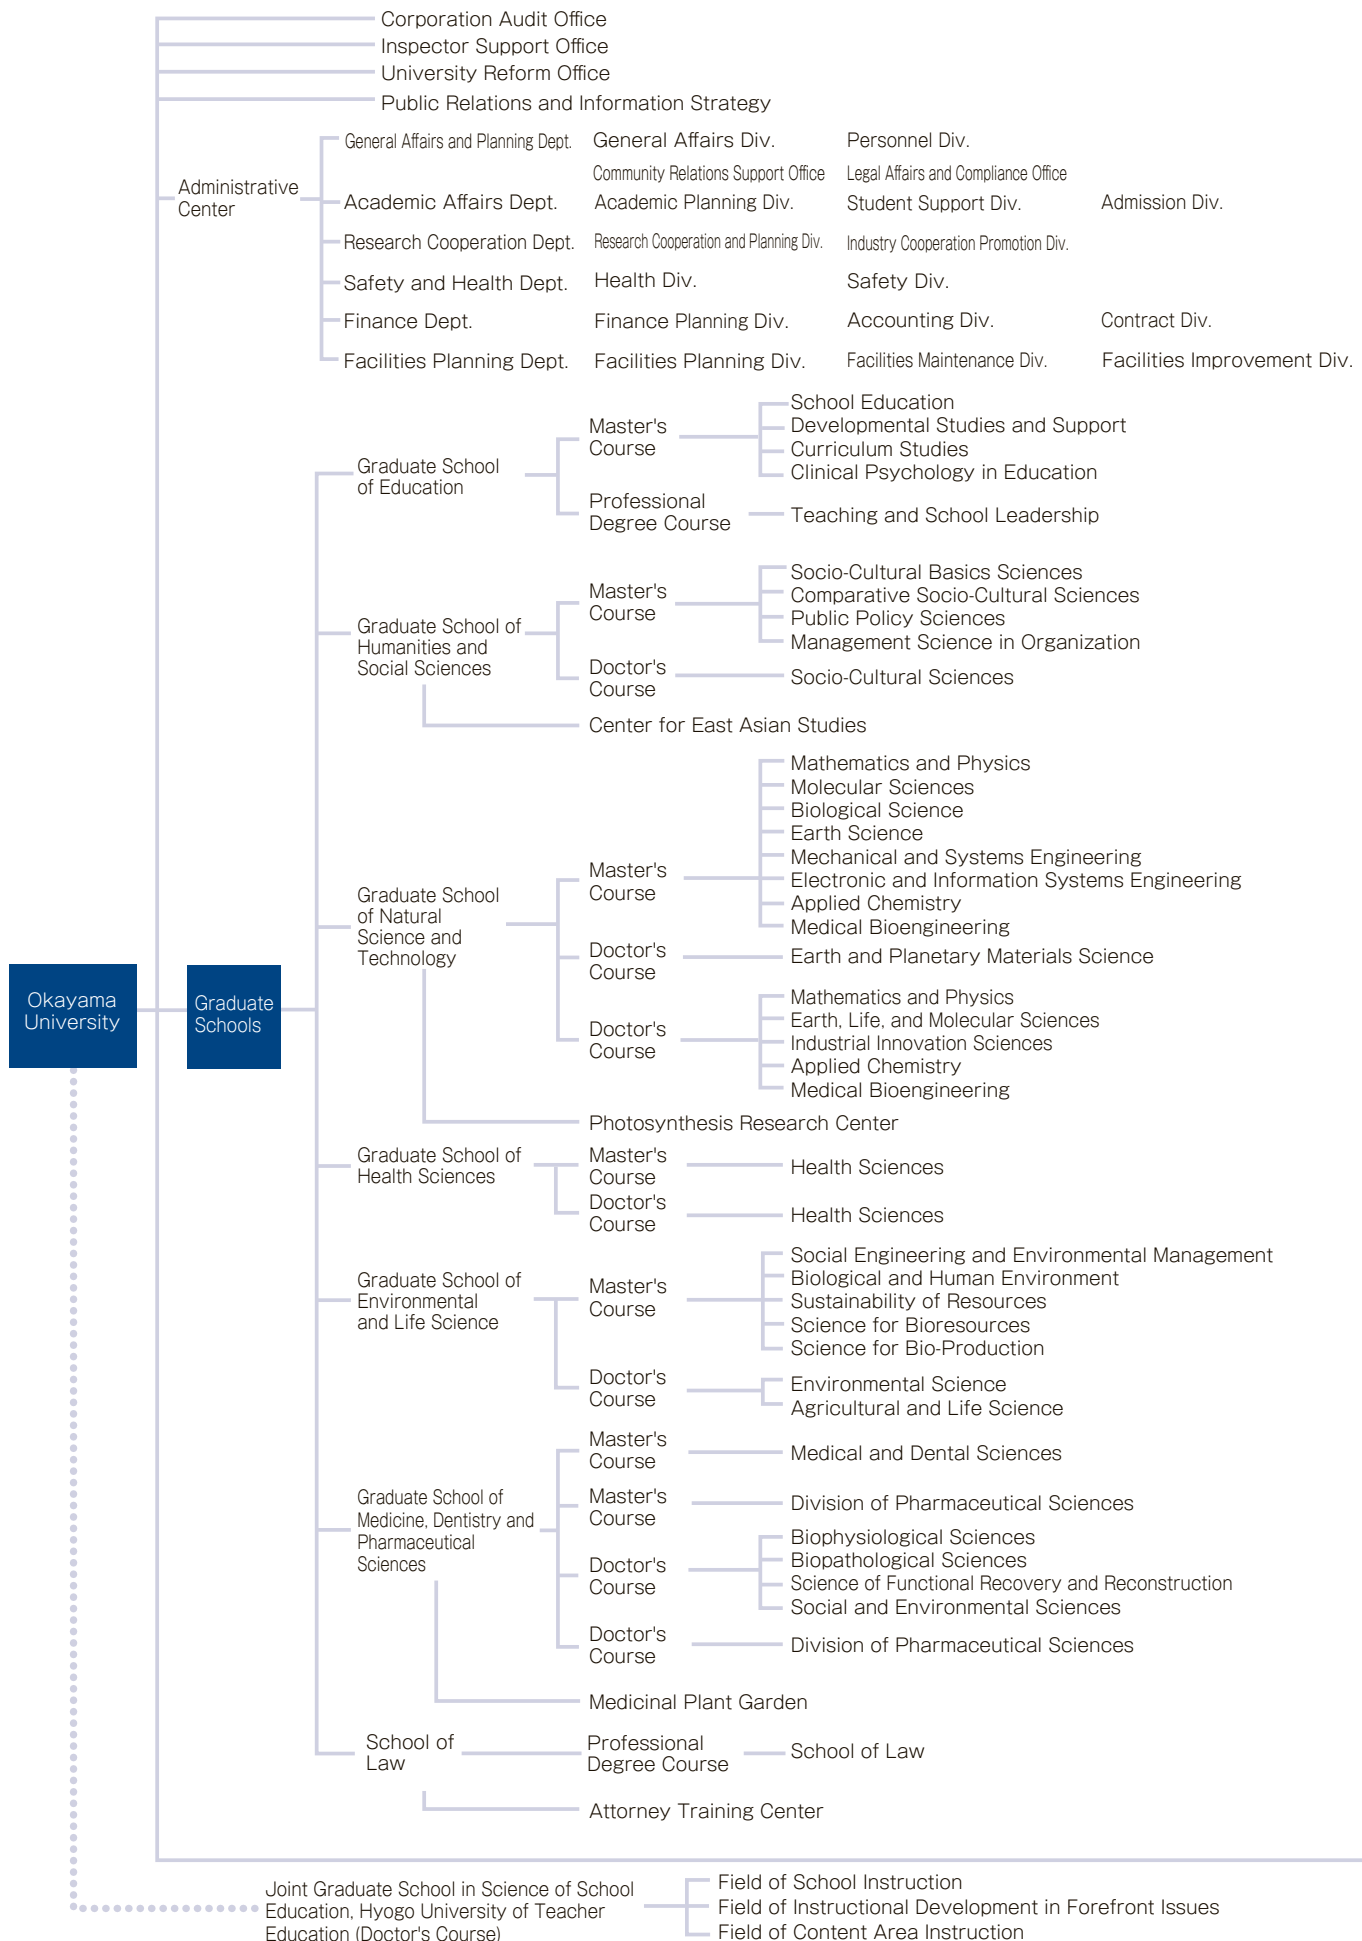 Corporation Audit Office
Inspector Support Office
University Reform Office
Public Relations and Information Strategy
Administrative
Center
General Affairs and Planning Dept. General Affairs Div. Personnel Div.
Community Relations Support Office Legal Affairs and Compliance Office
Academic Affairs Dept. Academic Planning Div. Student Support Div. Admission Div.
Research Cooperation Dept. Research Cooperation and Planning Div. Industry Cooperation Promotion Div.
Safety and Health Dept. Health Div. Safety Div.
Finance Dept. Finance Planning Div. Accounting Div. Contract Div.
Facilities Planning Dept. Facilities Planning Div. Facilities Maintenance Div. Facilities Improvement Div.
Okayama
University
Graduate
Schools
Graduate School
of Education
Master's
Course
School Education
Developmental Studies and Support
Curriculum Studies
Clinical Psychology in Education
Professional
Degree Course
Teaching and School Leadership
Graduate School of
Humanities and
Social Sciences
Master's
Course
Socio-Cultural Basics Sciences
Comparative Socio-Cultural Sciences
Public Policy Sciences
Management Science in Organization
Doctor's
Course
Socio-Cultural Sciences
Center for East Asian Studies
Graduate School
of Natural
Science and
Technology
Master's
Course
Mathematics and Physics
Molecular Sciences
Biological Science
Earth Science
Mechanical and Systems Engineering
Electronic and Information Systems Engineering
Applied Chemistry
Medical Bioengineering
Doctor's
Course
Earth and Planetary Materials Science
Doctor's
Course
Mathematics and Physics
Earth, Life, and Molecular Sciences
Industrial Innovation Sciences
Applied Chemistry
Medical Bioengineering
Photosynthesis Research Center
Graduate School of
Health Sciences
Master's
Course
Health Sciences
Doctor's
Course
Health Sciences
Graduate School of
Environmental
and Life Science
Master's
Course
Social Engineering and Environmental Management
Biological and Human Environment
Sustainability of Resources
Science for Bioresources
Science for Bio-Production
Doctor's
Course
Environmental Science
Agricultural and Life Science
Graduate School of
Medicine, Dentistry and
Pharmaceutical
Sciences
Master's
Course
Medical and Dental Sciences
Master's
Course
Division of Pharmaceutical Sciences
Doctor's
Course
Biophysiological Sciences
Biopathological Sciences
Science of Functional Recovery and Reconstruction
Social and Environmental Sciences
Doctor's
Course
Division of Pharmaceutical Sciences
Medicinal Plant Garden
School of
Law
Professional
Degree Course
School of Law
Attorney Training Center
Joint Graduate School in Science of School
Education, Hyogo University of Teacher
Education (Doctor's Course)
Field of School Instruction
Field of Instructional Development in Forefront Issues
Field of Content Area Instruction